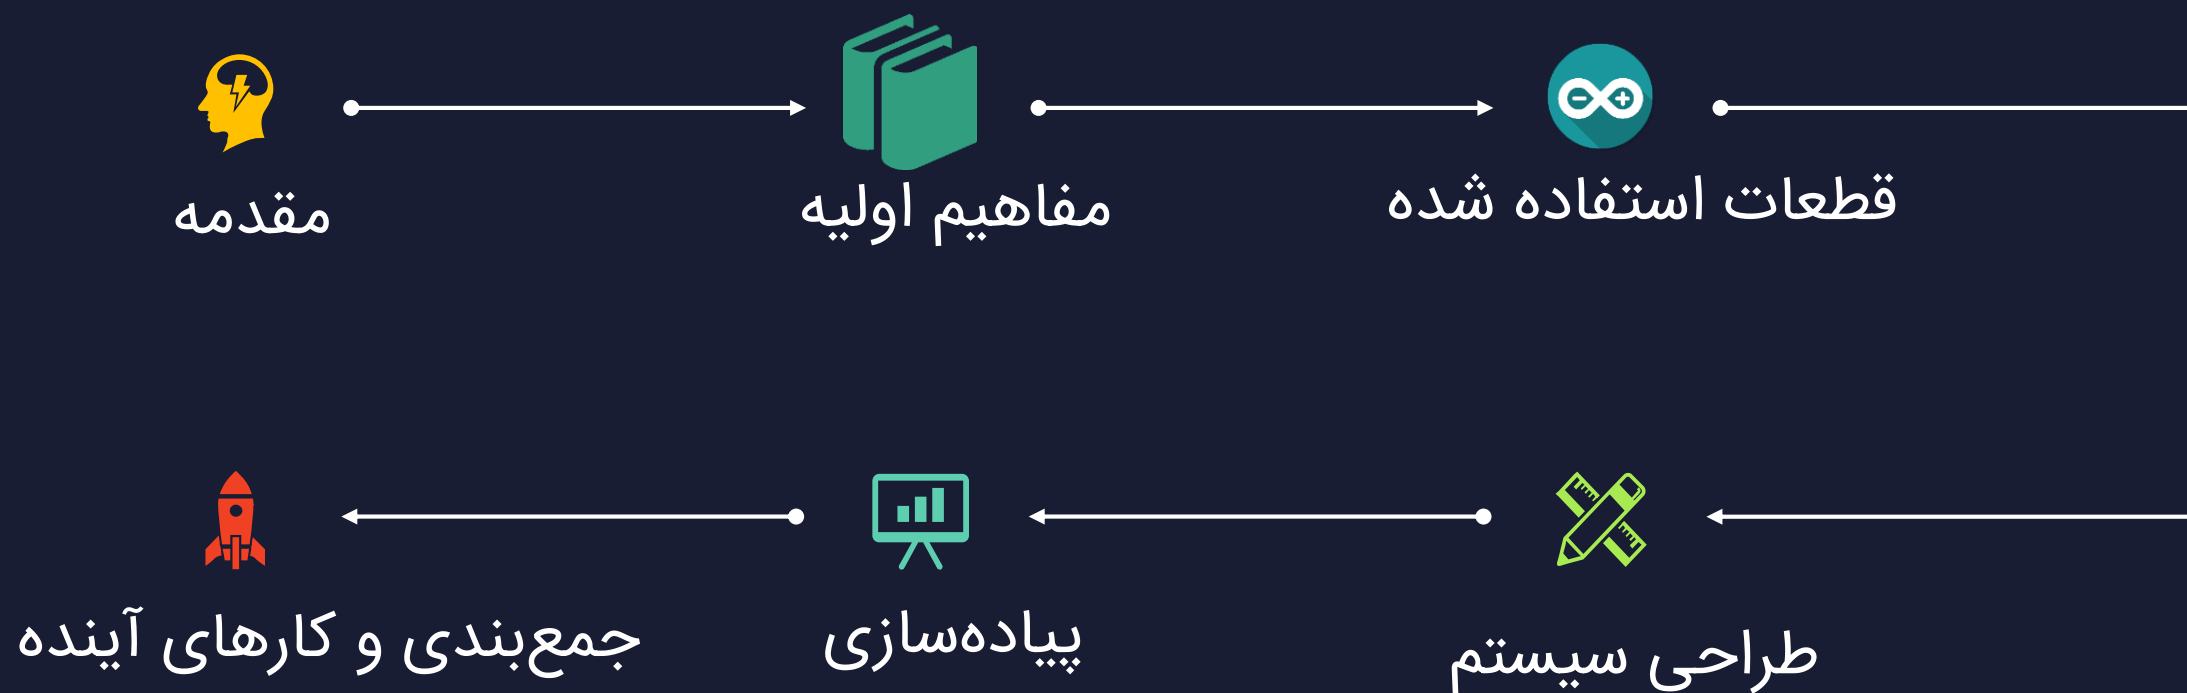 مقدمه
مفاهیم اولیه
قطعات استفاده شده
طراحی سیستم
پیاده‌سازی
جمع‌بندی و کارهای آینده